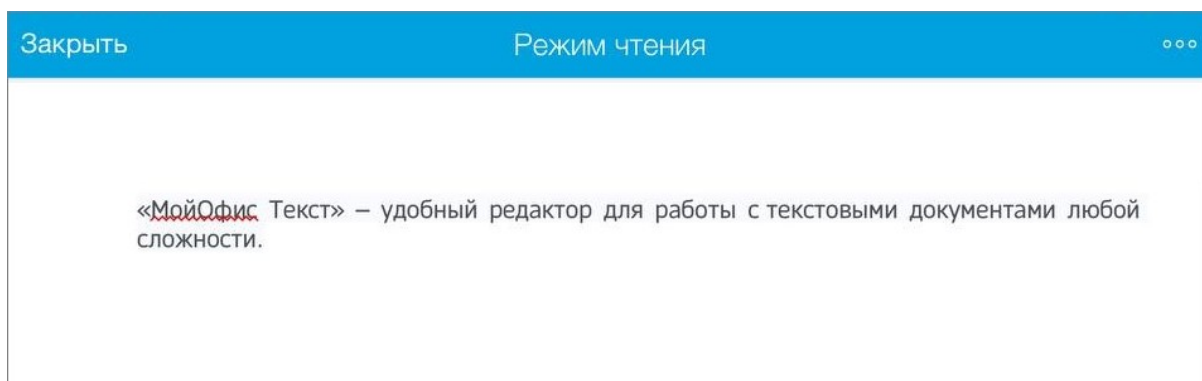 Закрыть
Режим чтения
«МойОфис Текст» – удобный редактор для работы с текстовыми документами любой
сложности.